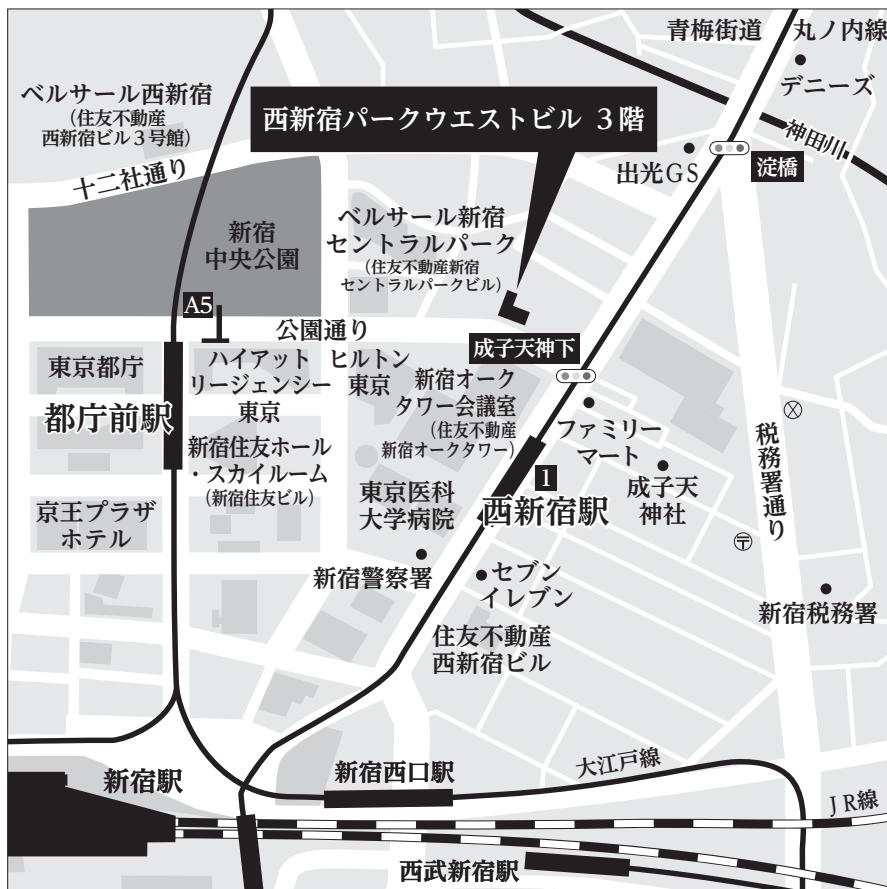 青梅街道
丸ノ内線
デニーズ
ベルサール西新宿
(住友不動産
西新宿ビル3号館)
西新宿パークウエストビル 3階
神田川
淀橋
出光GS
十二社通り
新宿
中央公園
ベルサール新宿
セントラルパーク
(住友不動産新宿
セントラルパークビル)
A5
公園通り
成子天神下
東京都庁
ハイアット
リージェンシー
東京
ヒルトン
東京
新宿オーク
タワー会議室
(住友不動産
新宿オークタワー)
都庁前駅
ファミリー
マート
税務署通り
新宿住友ホール
・スカイルーム
(新宿住友ビル)
1
西新宿駅
成子天
神社
東京医科
大学病院
京王プラザ
ホテル
〒
新宿警察署
セブン
イレブン
新宿税務署
住友不動産
西新宿ビル
新宿駅
新宿西口駅
大江戸線
JR線
西武新宿駅